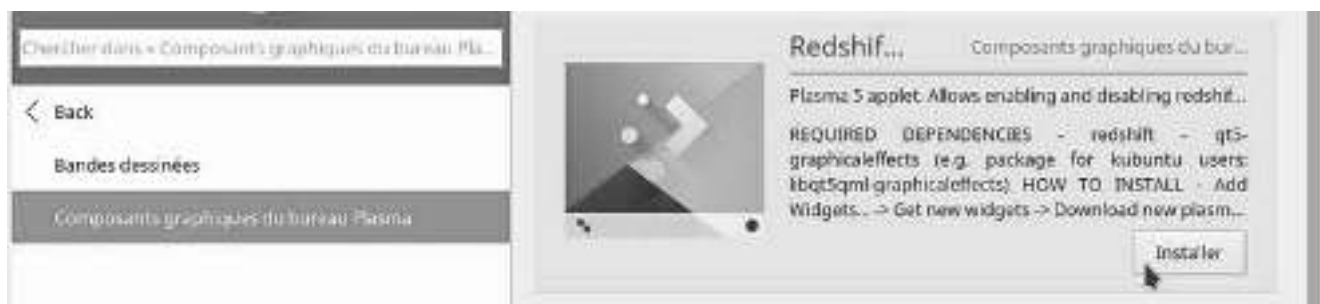 Chercher dans « Composants graphiques du bureau Pla...
Back
Bandes dessinées
Composants graphiques du bureau Plasma
Redshif...
Composants graphiques du bur...
Plasma 5 applet. Allows enabling and disabling redshif...
REQUIRED DEPENDENCIES - redshift - qt5-
graphicaleffects (e.g. package for kubuntu users:
libqt5qml-graphicaleffects) HOW TO INSTALL - Add
Widgets... -> Get new widgets -> Download new plasm...
Installer